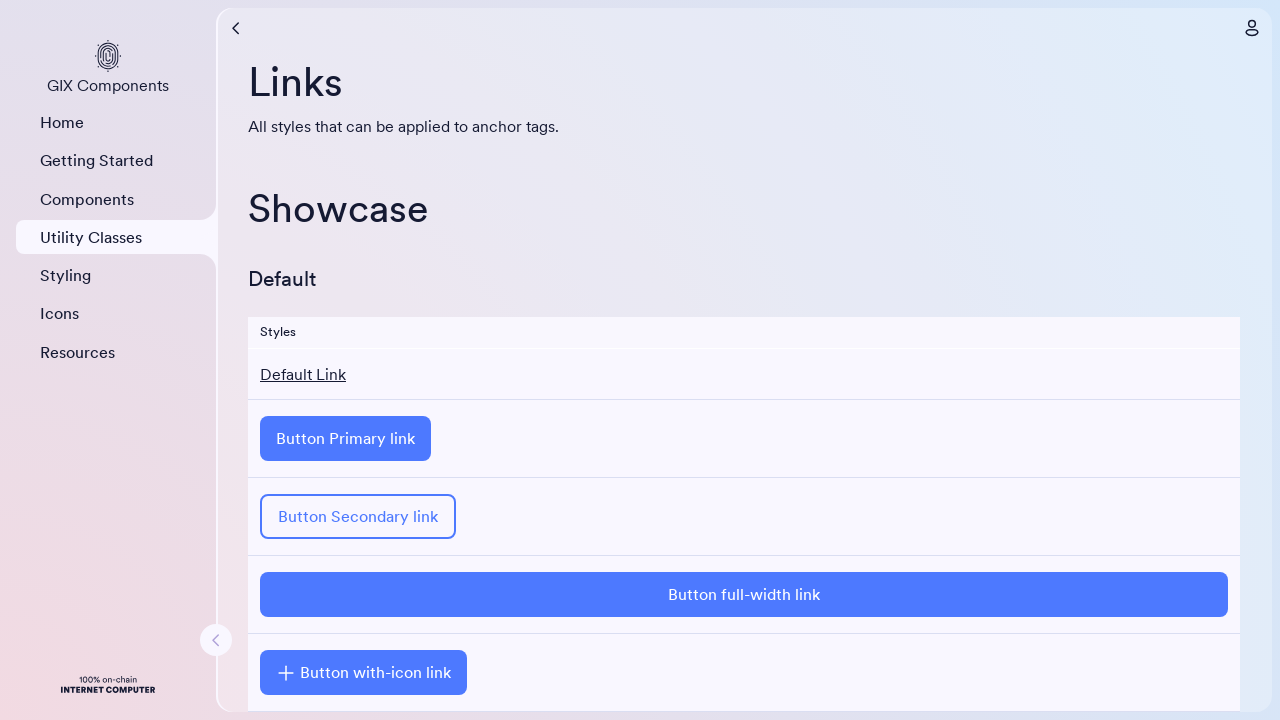 GIX Components
Home
Getting Started
Components
Utility Classes
Styling
Icons
Resources
100% on-chain
INTERNET COMPUTER
Links
All styles that can be applied to anchor tags.
Showcase
Default
Styles
Default Link
Button Primary link
Button Secondary link
Button full-width link
Button with-icon link